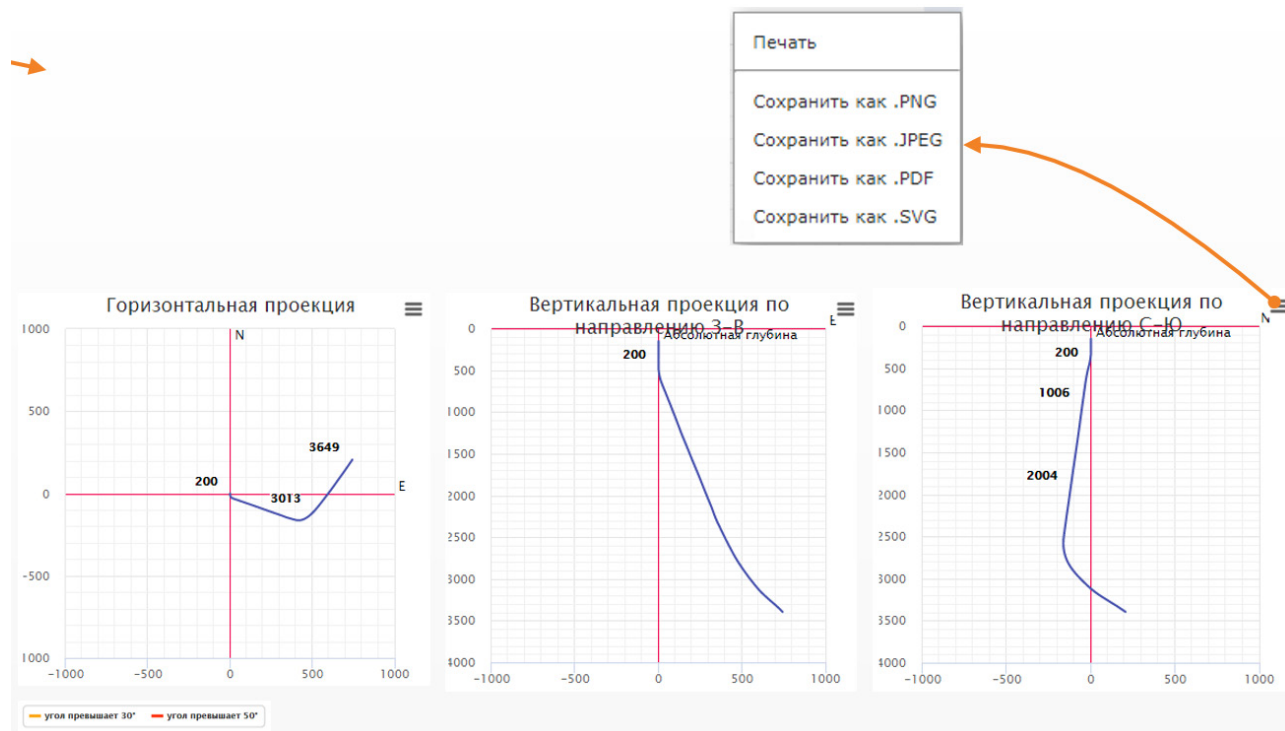 Печать
Сохранить как .PNG
Сохранить как .JPEG
Сохранить как .PDF
Сохранить как .SVG
Горизонтальная проекция
1000
500
0
-500
1000
-1000
-500
0
500
1000
N
E
200
3013
3649
Вертикальная проекция по
направлению З-В
E
Абсолютная глубина
0
500
1000
1500
2000
2500
3000
3500
4000
-1000
-500
0
500
1000
200
Вертикальная проекция по
направлению С-Ю
N
Абсолютная глубина
0
500
1000
1500
2000
2500
3000
3500
4000
-1000
-500
0
500
1000
200
1006
2004
угол превышает 30° угол превышает 50°